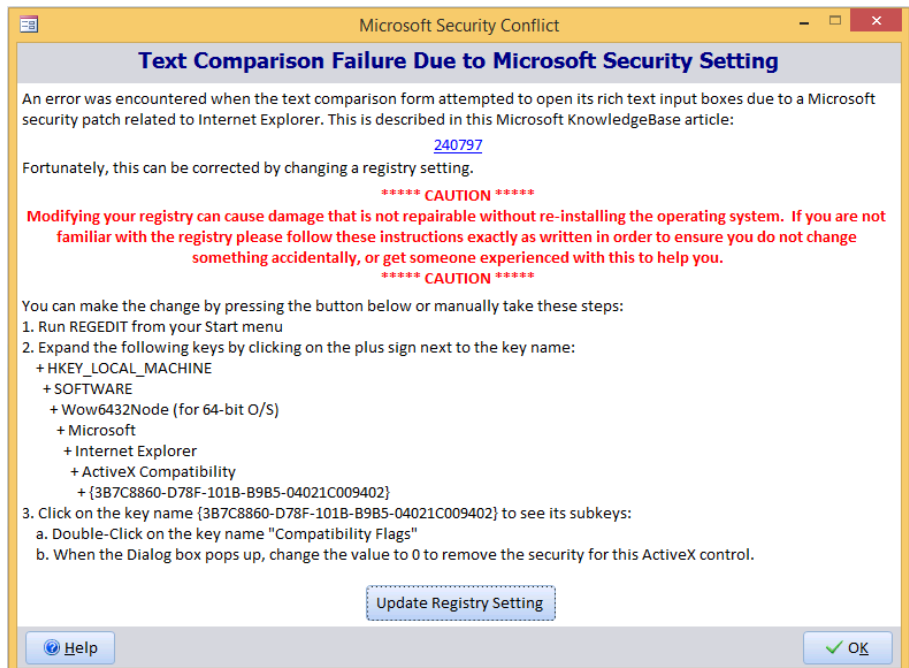 Microsoft Security Conflict
Text Comparison Failure Due to Microsoft Security Setting
An error was encountered when the text comparison form attempted to open its rich text input boxes due to a Microsoft
security patch related to Internet Explorer. This is described in this Microsoft KnowledgeBase article:
240797
Fortunately, this can be corrected by changing a registry setting.
***** CAUTION *****
Modifying your registry can cause damage that is not repairable without re-installing the operating system.  If you are not
familiar with the registry please follow these instructions exactly as written in order to ensure you do not change
something accidentally, or get someone experienced with this to help you.
***** CAUTION *****
You can make the change by pressing the button below or manually take these steps:
1. Run REGEDIT from your Start menu
2. Expand the following keys by clicking on the plus sign next to the key name:
+ HKEY_LOCAL_MACHINE
+ SOFTWARE
+ Wow6432Node (for 64-bit O/S)
+ Microsoft
+ Internet Explorer
+ ActiveX Compatibility
+ {3B7C8860-D78F-101B-B9B5-04021C009402}
3. Click on the key name {3B7C8860-D78F-101B-B9B5-04021C009402} to see its subkeys:
a. Double-Click on the key name "Compatibility Flags"
b. When the Dialog box pops up, change the value to 0 to remove the security for this ActiveX control.
Update Registry Setting
Help
OK